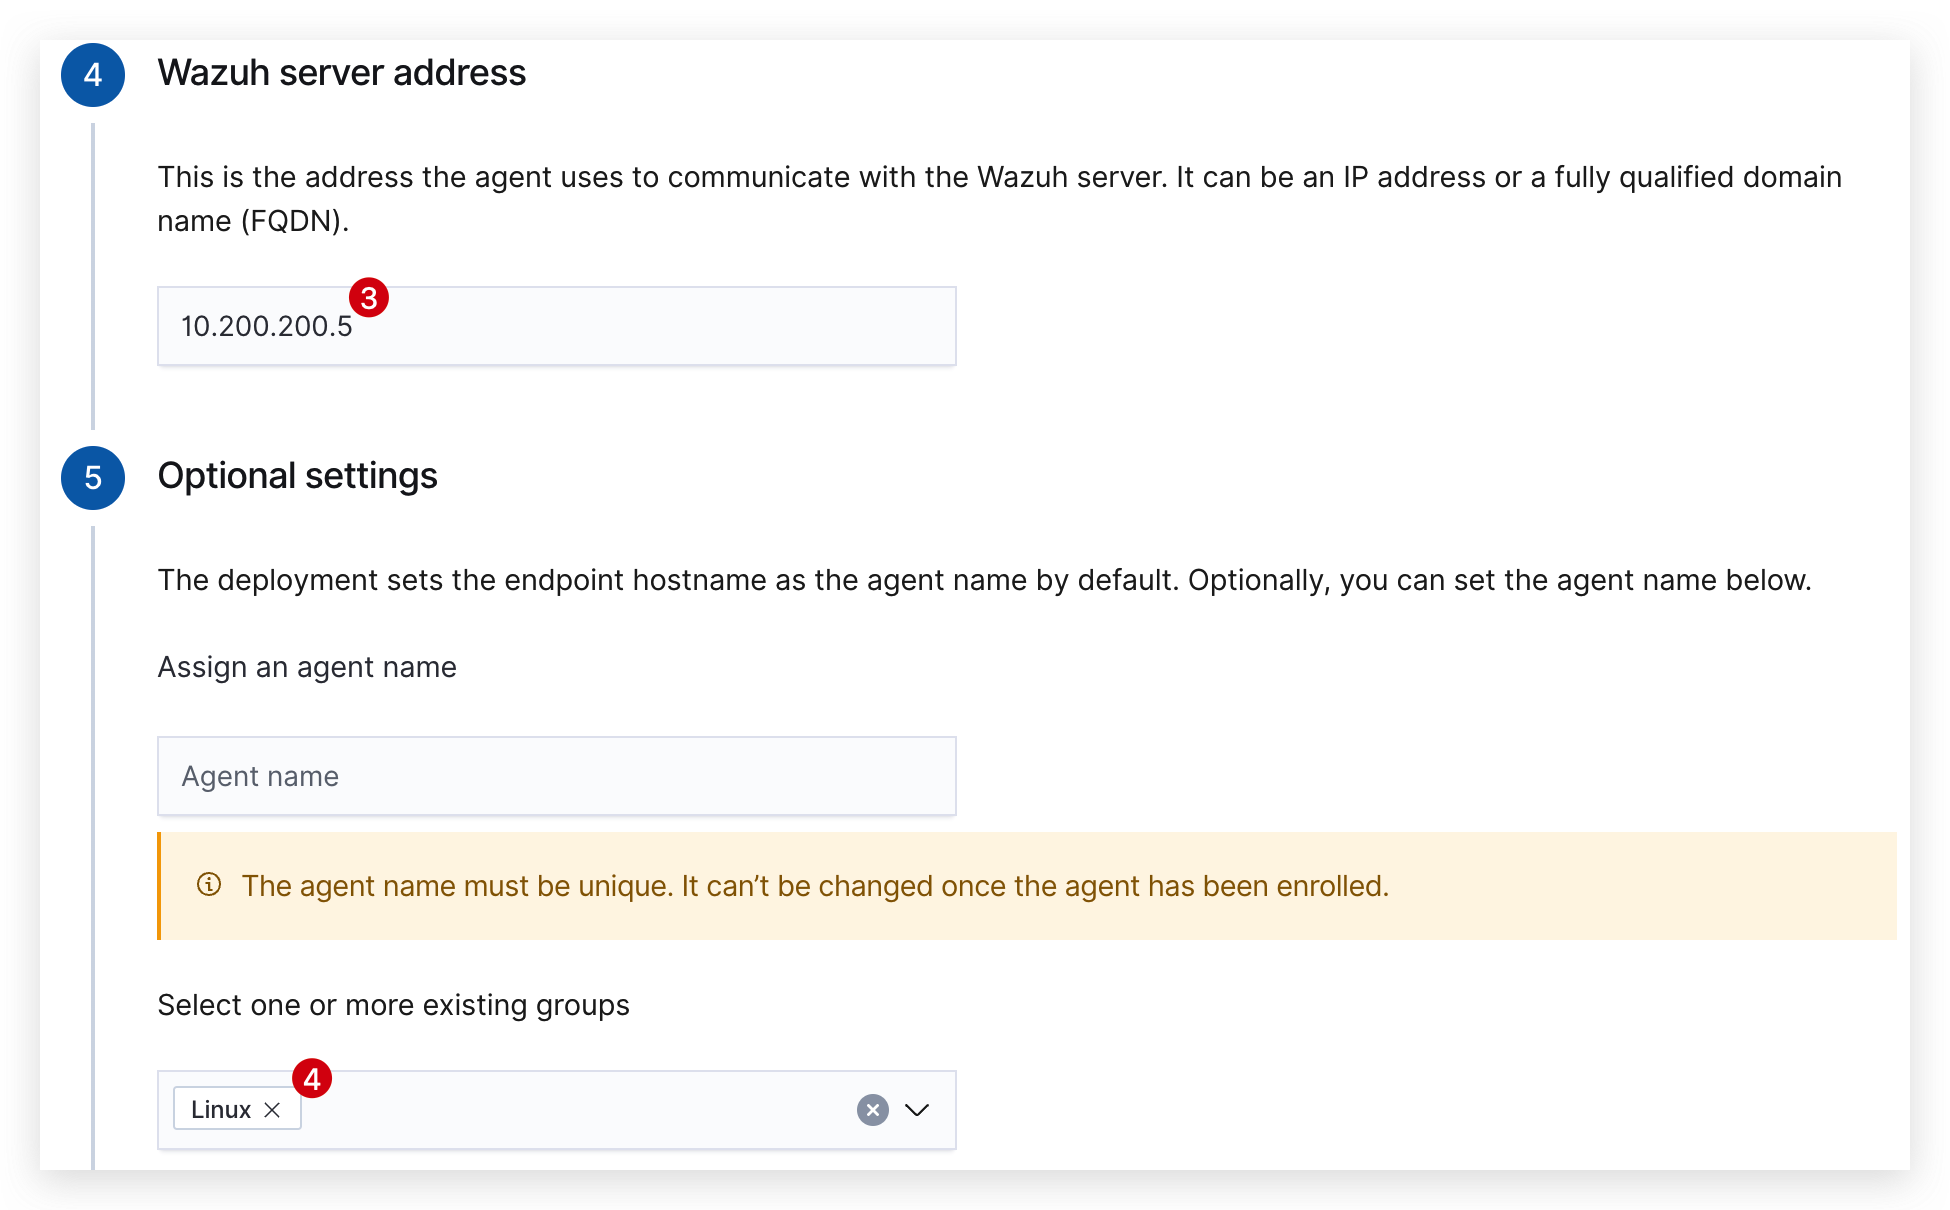 4 Wazuh server address
This is the address the agent uses to communicate with the Wazuh server. It can be an IP address or a fully qualified domain
name (FQDN).
3
10.200.200.5
5 Optional settings
The deployment sets the endpoint hostname as the agent name by default. Optionally, you can set the agent name below.
Assign an agent name
Agent name
The agent name must be unique. It can’t be changed once the agent has been enrolled.
Select one or more existing groups
4
Linux